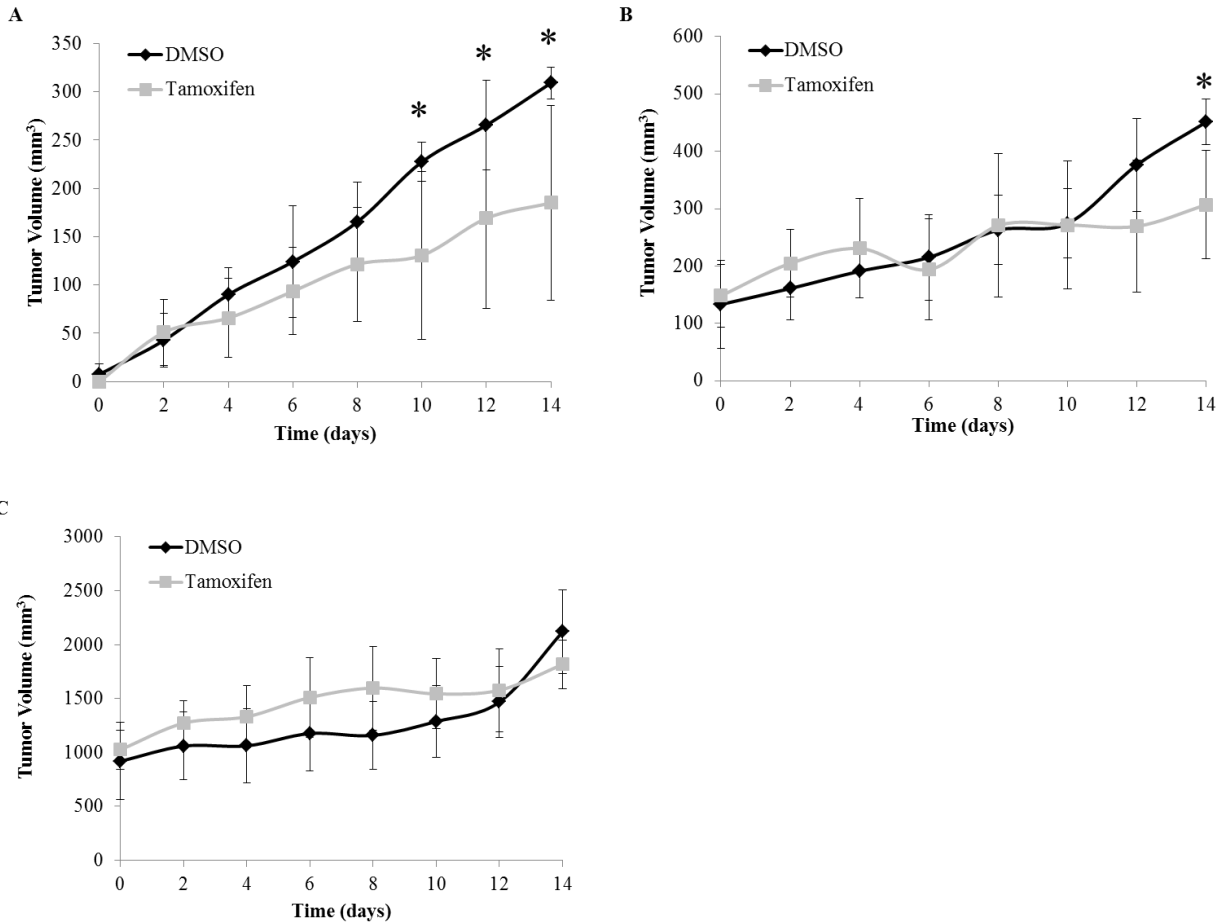 A
350
300
250
200
150
100
50
0
Tumor Volume (mm³)
DMSO
Tamoxifen
*
*
*
0 2 4 6 8 10 12 14
Time (days)
B
600
500
400
300
200
100
0
Tumor Volume (mm³)
DMSO
Tamoxifen
*
0 2 4 6 8 10 12 14
Time (days)
C
3000
2500
2000
1500
1000
500
0
Tumor Volume (mm³)
DMSO
Tamoxifen
0 2 4 6 8 10 12 14
Time (days)